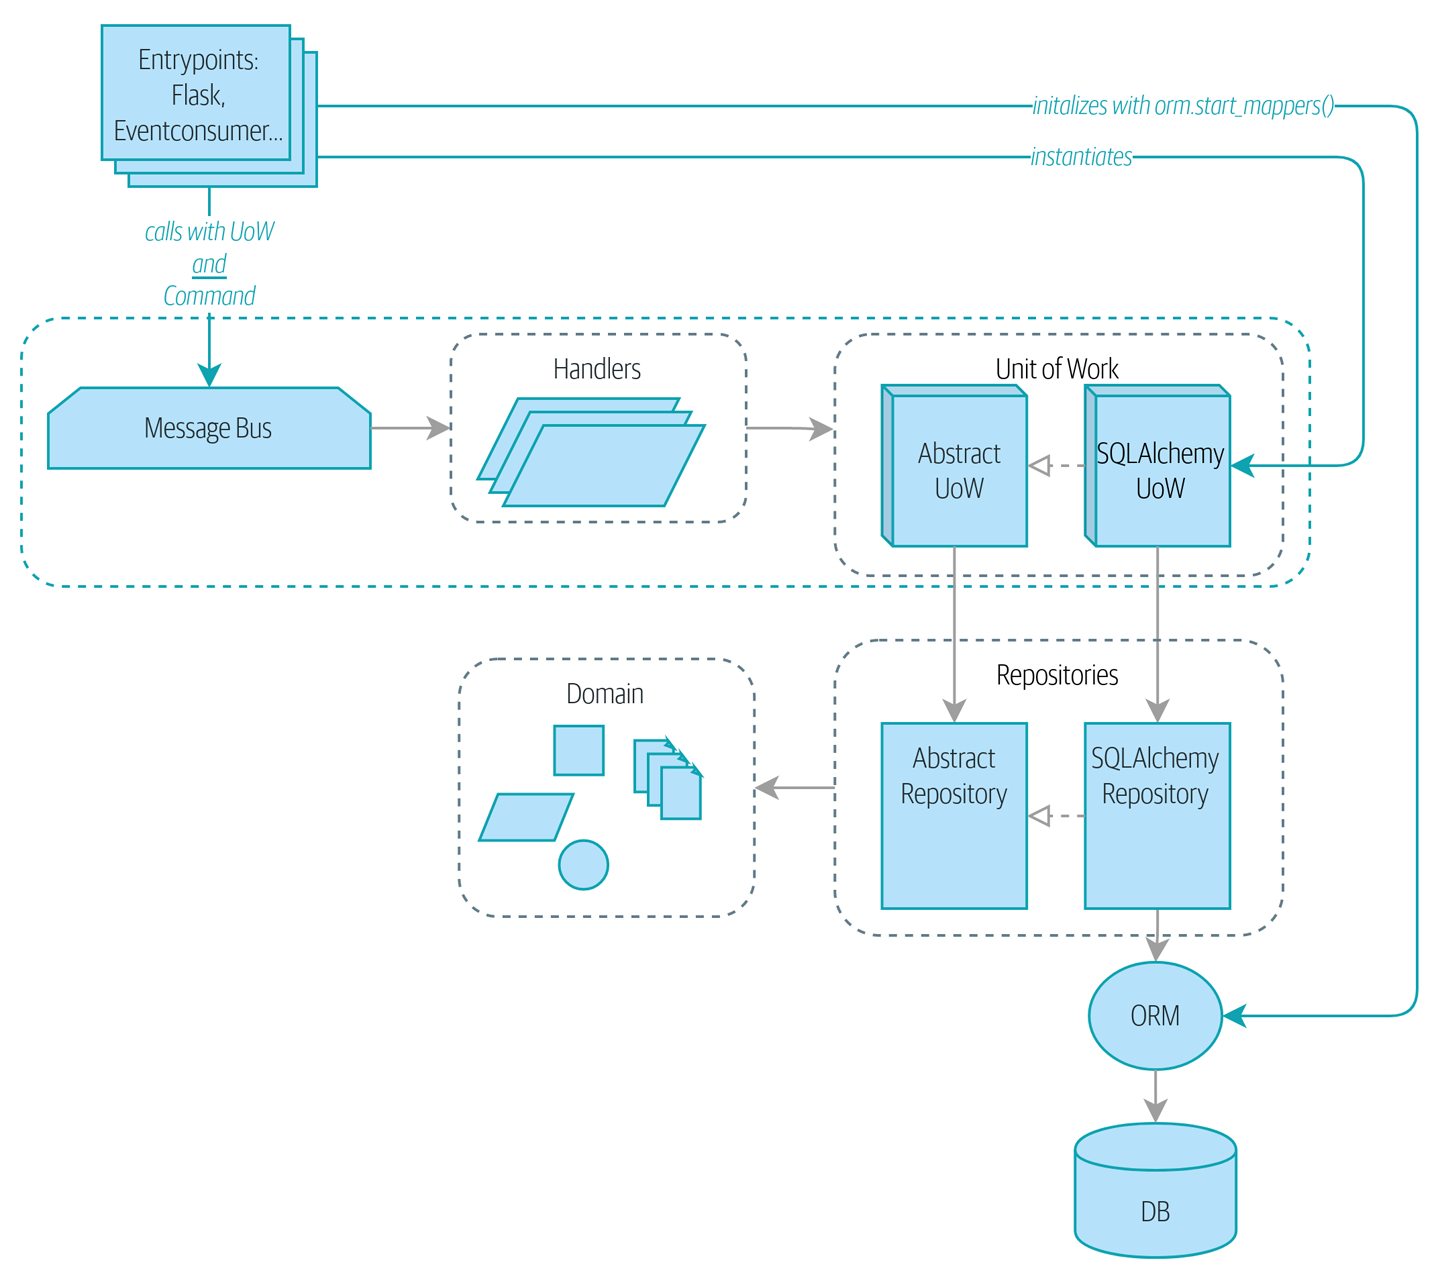 Entrypoints:
Flask,
Eventconsumer...
initalizes with orm.start_mappers()
instantiates
calls with UoW
and
Command
Message Bus
Handlers
Unit of Work
Abstract
UoW
SQLAlchemy
UoW
Domain
Repositories
Abstract
Repository
SQLAlchemy
Repository
ORM
DB